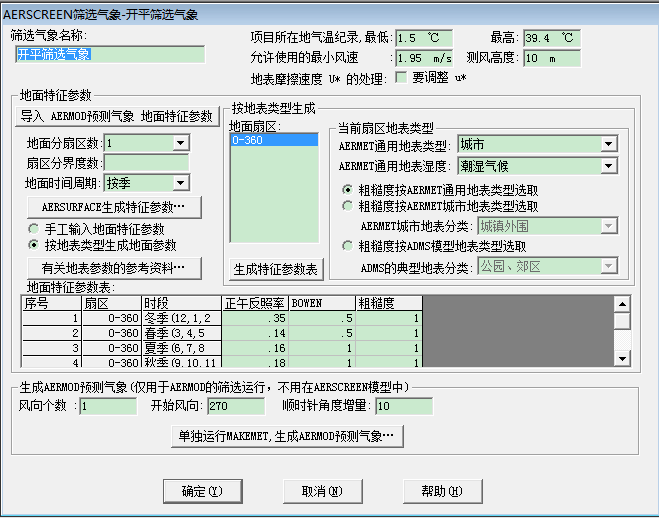 AERSCREEN筛选气象-开平筛选气象
筛选气象名称:
开平筛选气象
项目所在地气温纪录,最低: 1.5 ℃ 最高: 39.4 ℃
允许使用的最小风速 : 1.95 m/s 测风高度: 10 m
地表摩擦速度 U* 的处理: 要调整 u*
地面特征参数
导入 AERMOD预测气象 地面特征参数
地面分扇区数: 1
扇区分界度数:
地面时间周期: 按季
AERSURFACE生成特征参数…
手工输入地面特征参数
按地表类型生成地面参数
有关地表参数的参考资料…
按地表类型生成
地面扇区:
0-360
生成特征参数表
当前扇区地表类型
AERMET通用地表类型: 城市
AERMET通用地表湿度: 潮湿气候
粗糙度按AERMET通用地表类型选取
粗糙度按AERMET城市地表类型选取
AERMET城市地表分类: 城镇外围
粗糙度按ADMS模型地表类型选取
ADMS的典型地表分类: 公园、郊区
地面特征参数表:
序号 扇区 时段 正午反照率 BOWEN 粗糙度
1 0-360 冬季(12,1,2 .35 .5 1
2 0-360 春季(3,4,5 .14 .5 1
3 0-360 夏季(6,7,8 .16 1 1
4 0-360 秋季(9,10,11 .18 1 1
生成AERMOD预测气象(仅用于AERMOD的筛选运行，不用在AERSCREEN模型中)
风向个数 : 1 开始风向: 270 顺时针角度增量: 10
单独运行MAKEMET,生成AERMOD预测气象…
确定(Y) 取消(N) 帮助(H)